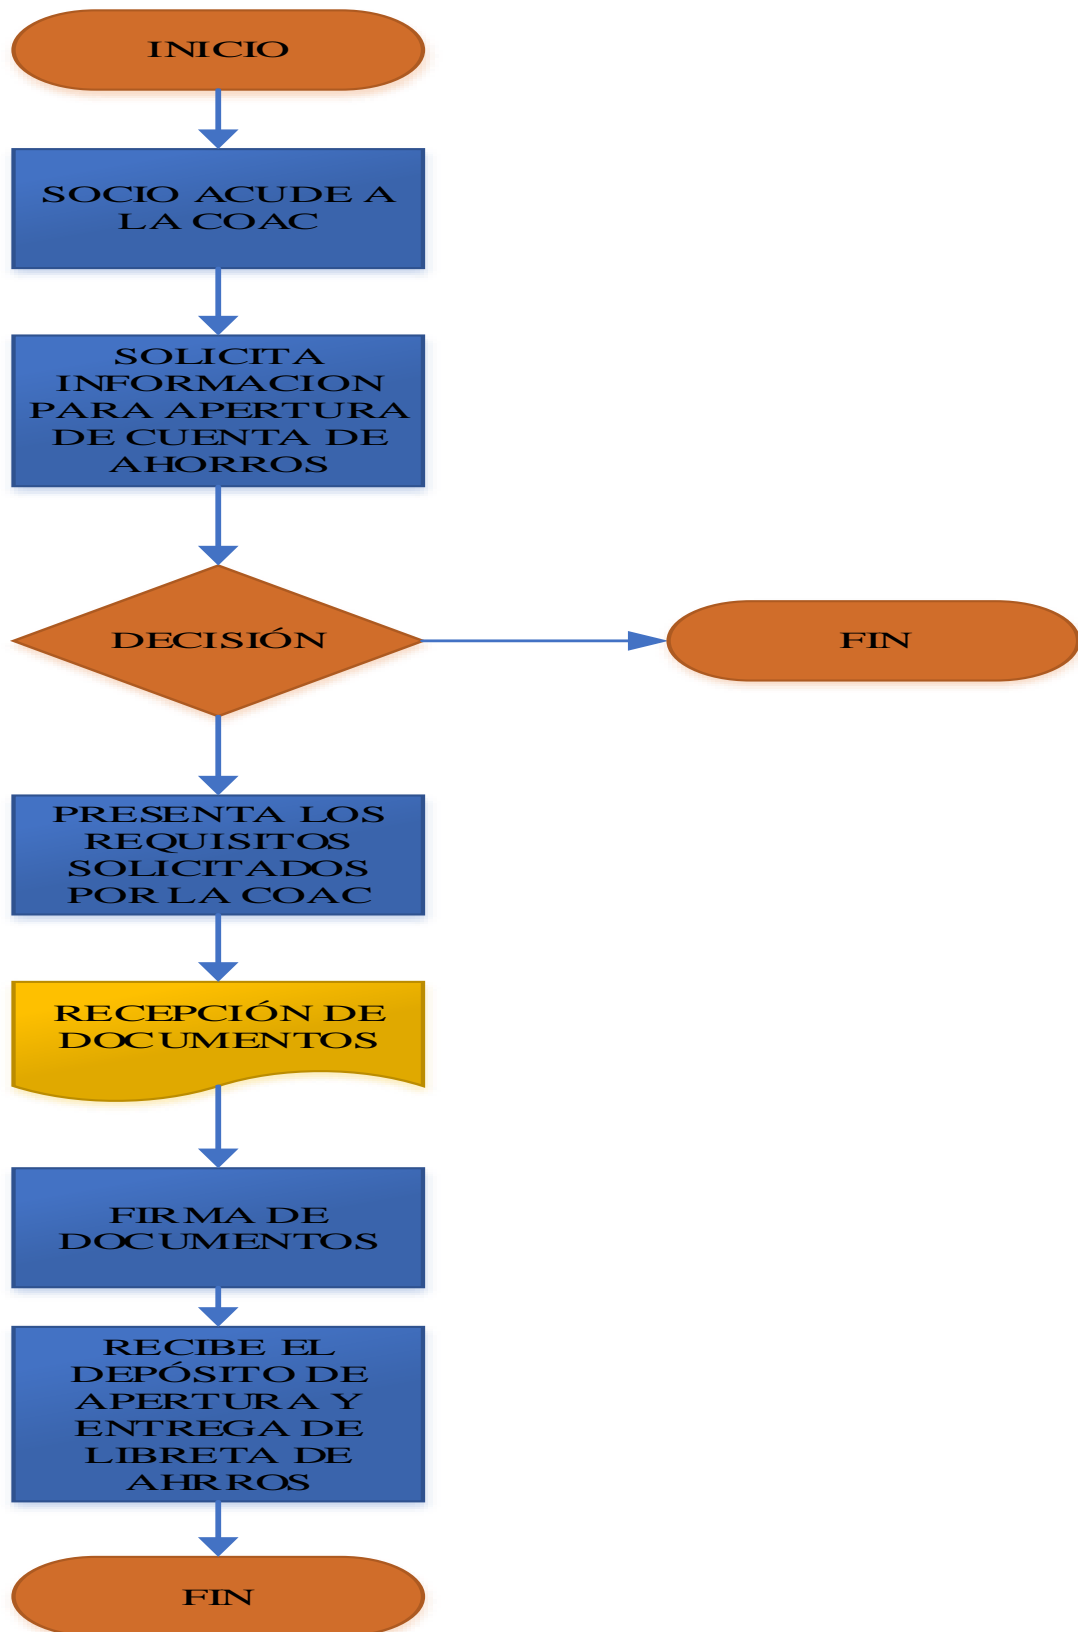 INICIO
SOCIO ACUDE A
LA COAC
SOLICITA
INFORMACION
PARA APERTURA
DE CUENTA DE
AHORROS
DECISIÓN
FIN
PRESENTA LOS
REQUISITOS
SOLICITADOS
POR LA COAC
RECEPCIÓN DE
DOCUMENTOS
FIRMA DE
DOCUMENTOS
RECIBE EL
DEPÓSITO DE
APERTURA Y
ENTREGA DE
LIBRETA DE
AHRROS
FIN